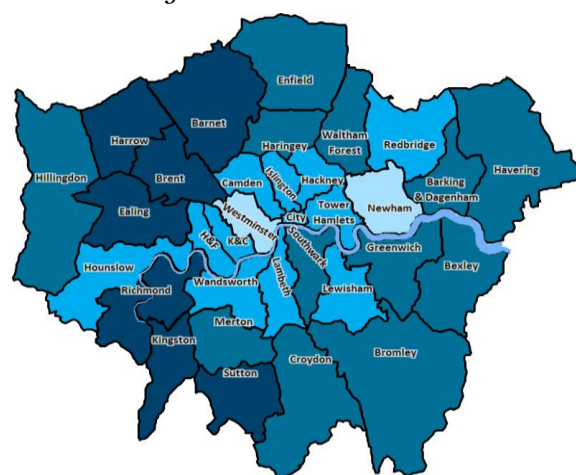 Enfield
Barnet
Harrow
Haringey
Waltham
Forest
Redbridge
Havering
Hillingdon
Brent
Camden
Islington
Hackney
Barking
& Dagenham
Ealing
Westminster
City
Tower
Hamlets
Newham
H&F
K&C
Southwark
Greenwich
Hounslow
Bexley
Richmond
Wandsworth
Lambeth
Lewisham
Merton
Kingston
Sutton
Croydon
Bromley